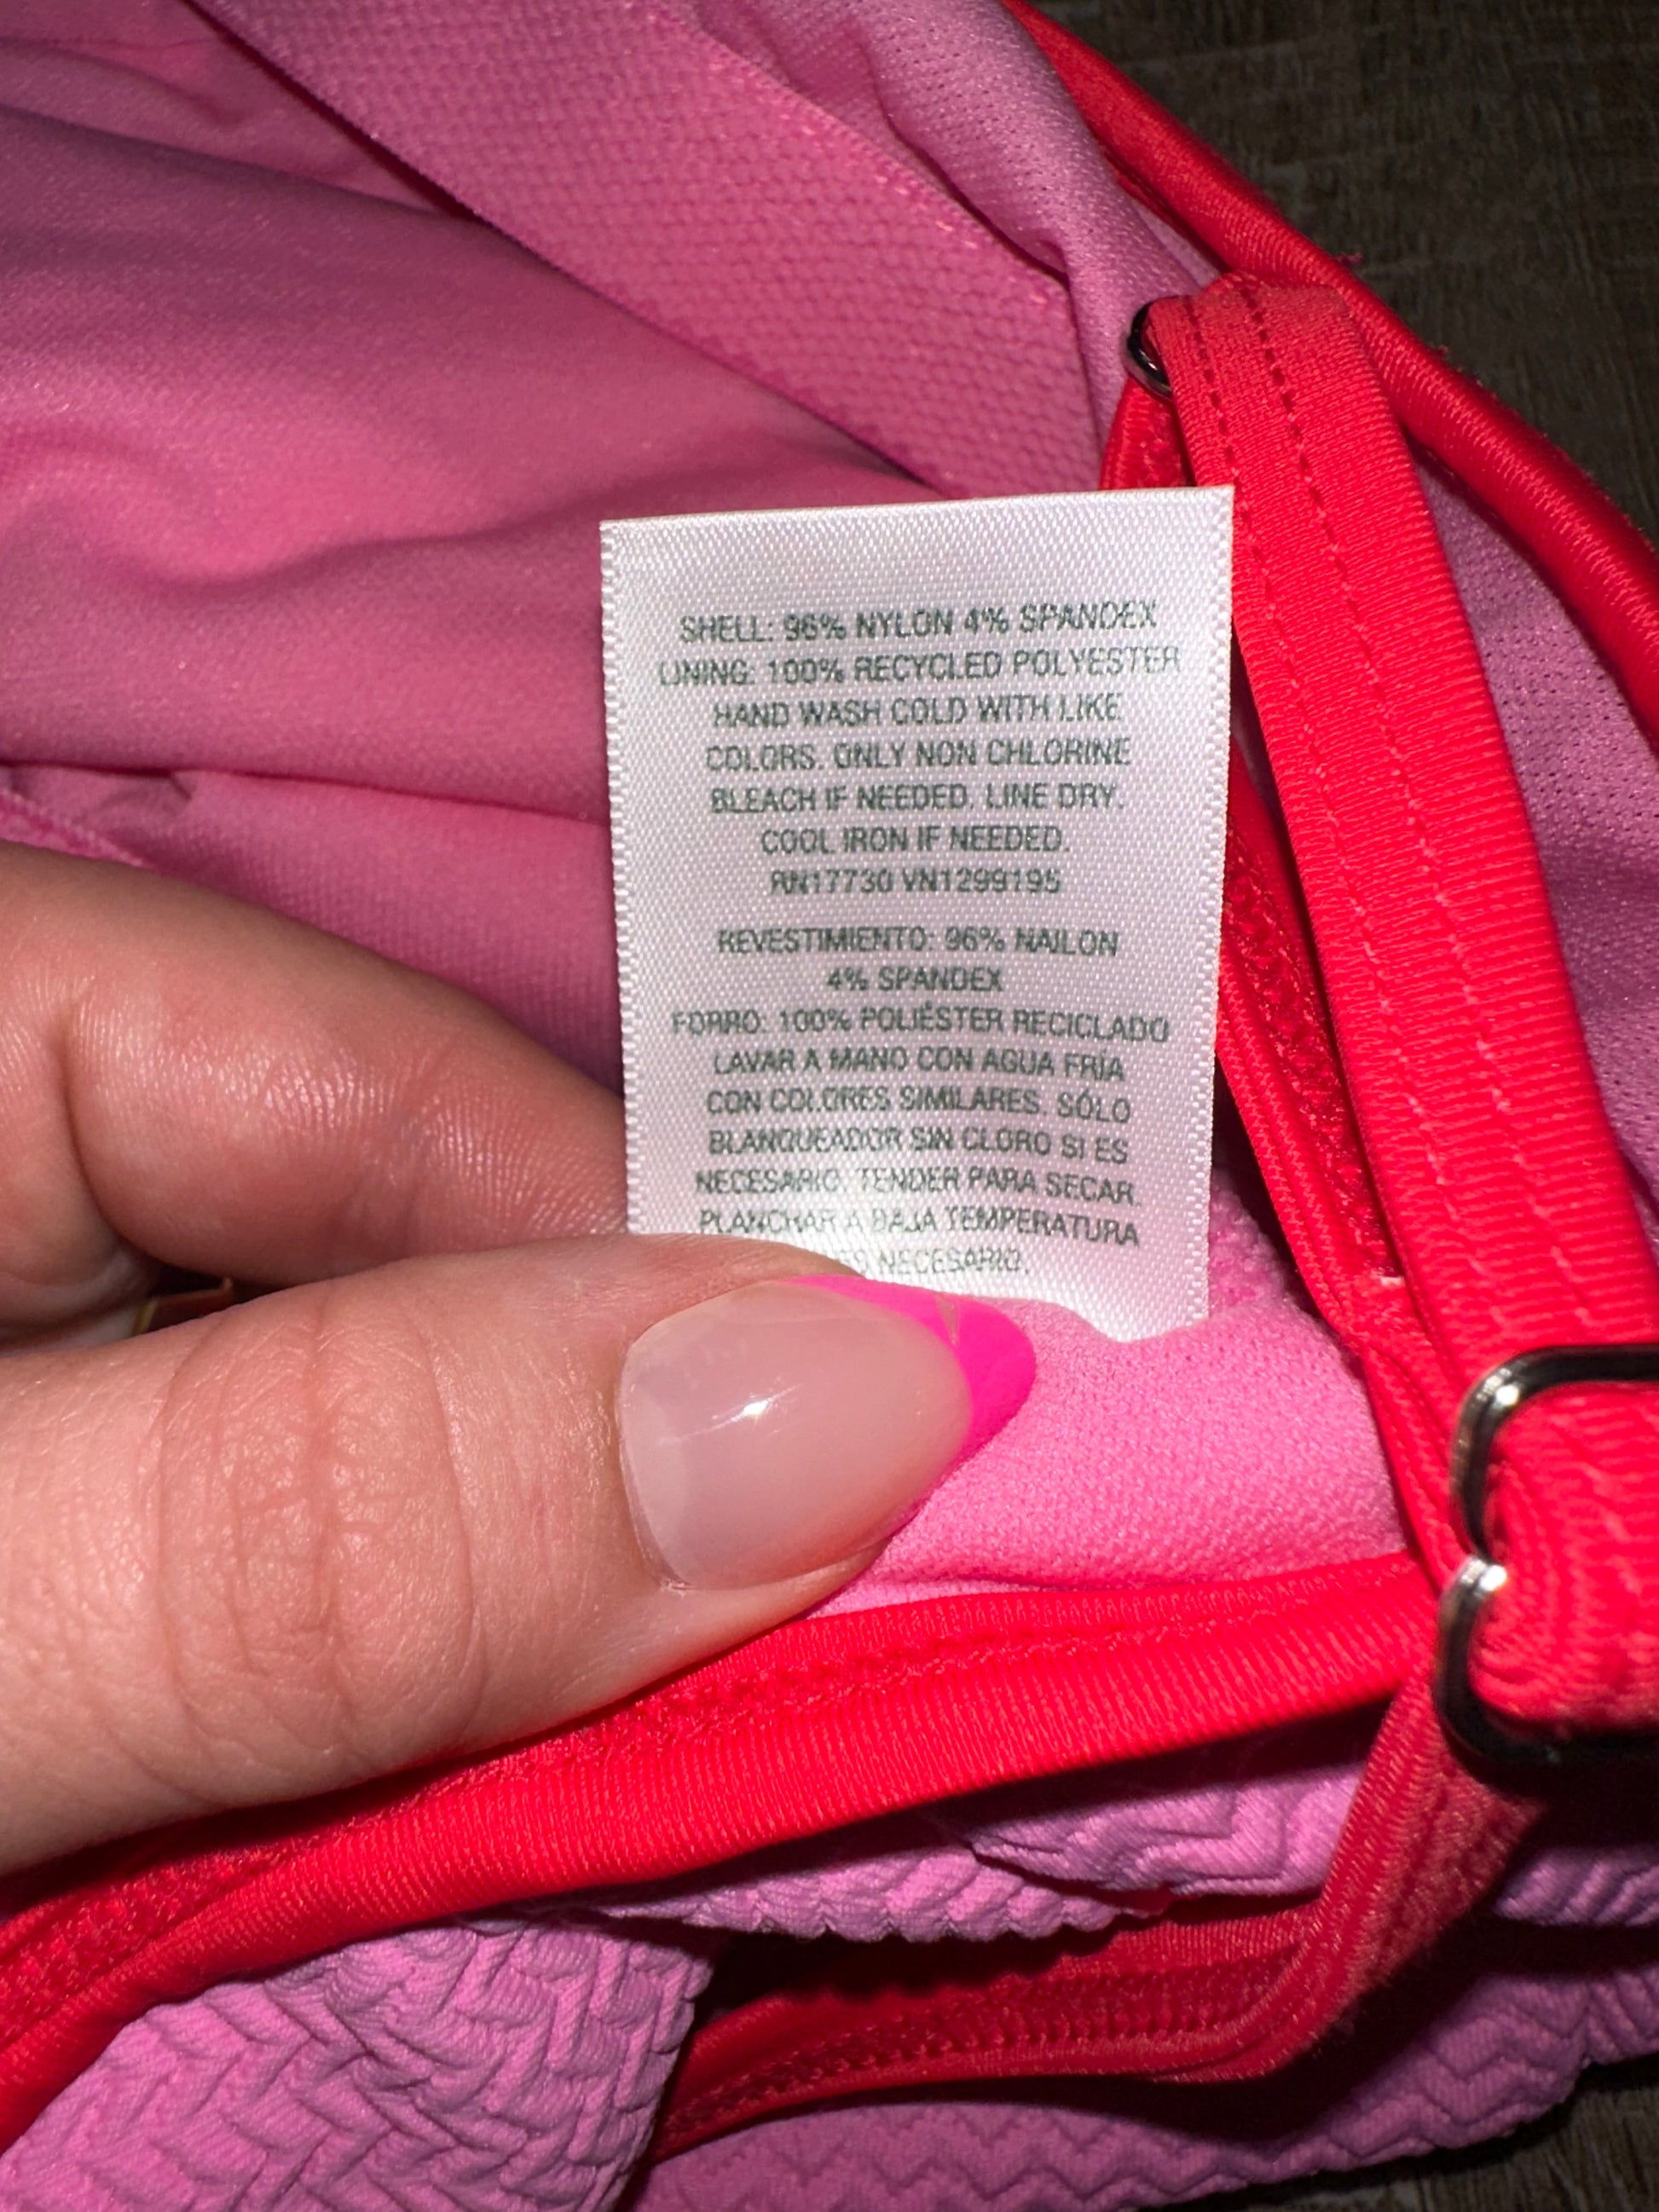 SHELL: 96% NYLON 4% SPANDEX
LINING: 100% RECYCLED POLYESTER
HAND WASH COLD WITH LIKE
COLORS. ONLY NON CHLORINE
BLEACH IF NEEDED. LINE DRY.
COOL IRON IF NEEDED.
RN17730 VN1299195
REVESTIMIENTO: 96% NAILON
4% SPANDEX
FORRO: 100% POLIÉSTER RECICLADO
LAVAR A MANO CON AGUA FRÍA
CON COLORES SIMILARES. SÓLO
BLANQUEADOR SIN CLORO SI ES
NECESARIO. TENDER PARA SECAR.
PLANCHAR A BAJA TEMPERATURA
NECESARIO.